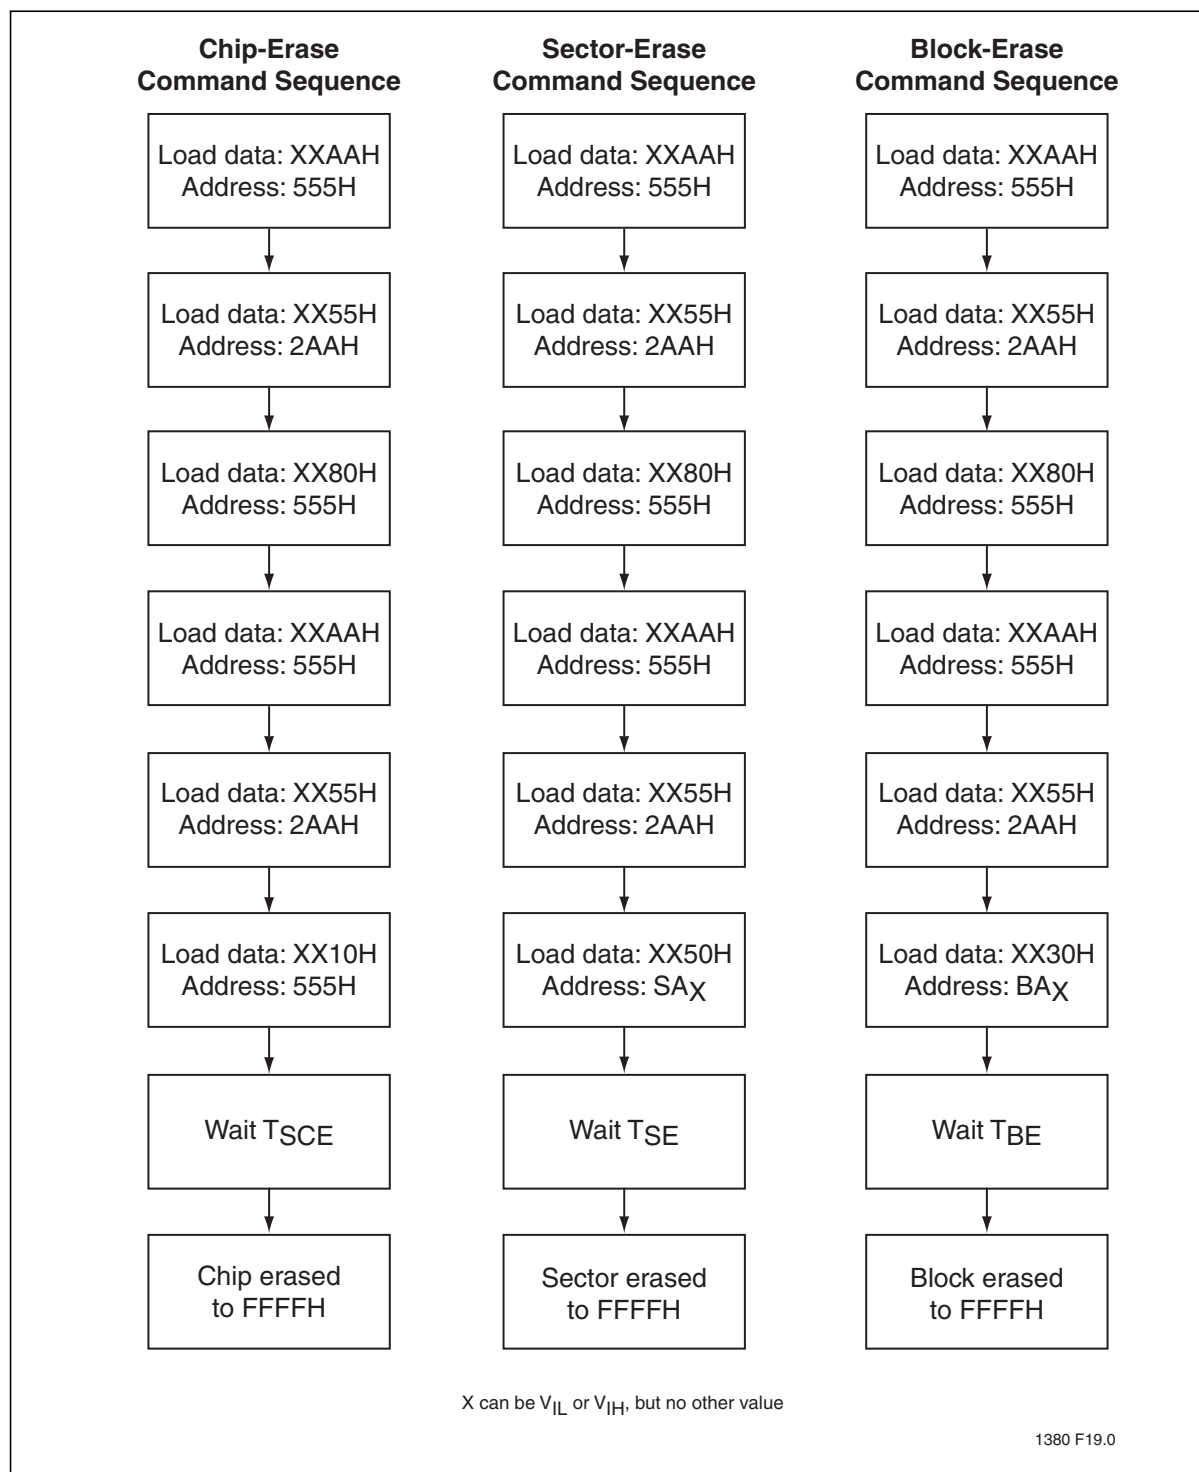 Chip-Erase
Command Sequence
Load data: XXAAH
Address: 555H
Load data: XX55H
Address: 2AAH
Load data: XX80H
Address: 555H
Load data: XXAAH
Address: 555H
Load data: XX55H
Address: 2AAH
Load data: XX10H
Address: 555H
Wait TSCE
Chip erased
to FFFFH
Sector-Erase
Command Sequence
Load data: XXAAH
Address: 555H
Load data: XX55H
Address: 2AAH
Load data: XX80H
Address: 555H
Load data: XXAAH
Address: 555H
Load data: XX55H
Address: 2AAH
Load data: XX50H
Address: SAX
Wait TSE
Sector erased
to FFFFH
Block-Erase
Command Sequence
Load data: XXAAH
Address: 555H
Load data: XX55H
Address: 2AAH
Load data: XX80H
Address: 555H
Load data: XXAAH
Address: 555H
Load data: XX55H
Address: 2AAH
Load data: XX30H
Address: BAX
Wait TBE
Block erased
to FFFFH
X can be VIL or VIH, but no other value
1380 F19.0